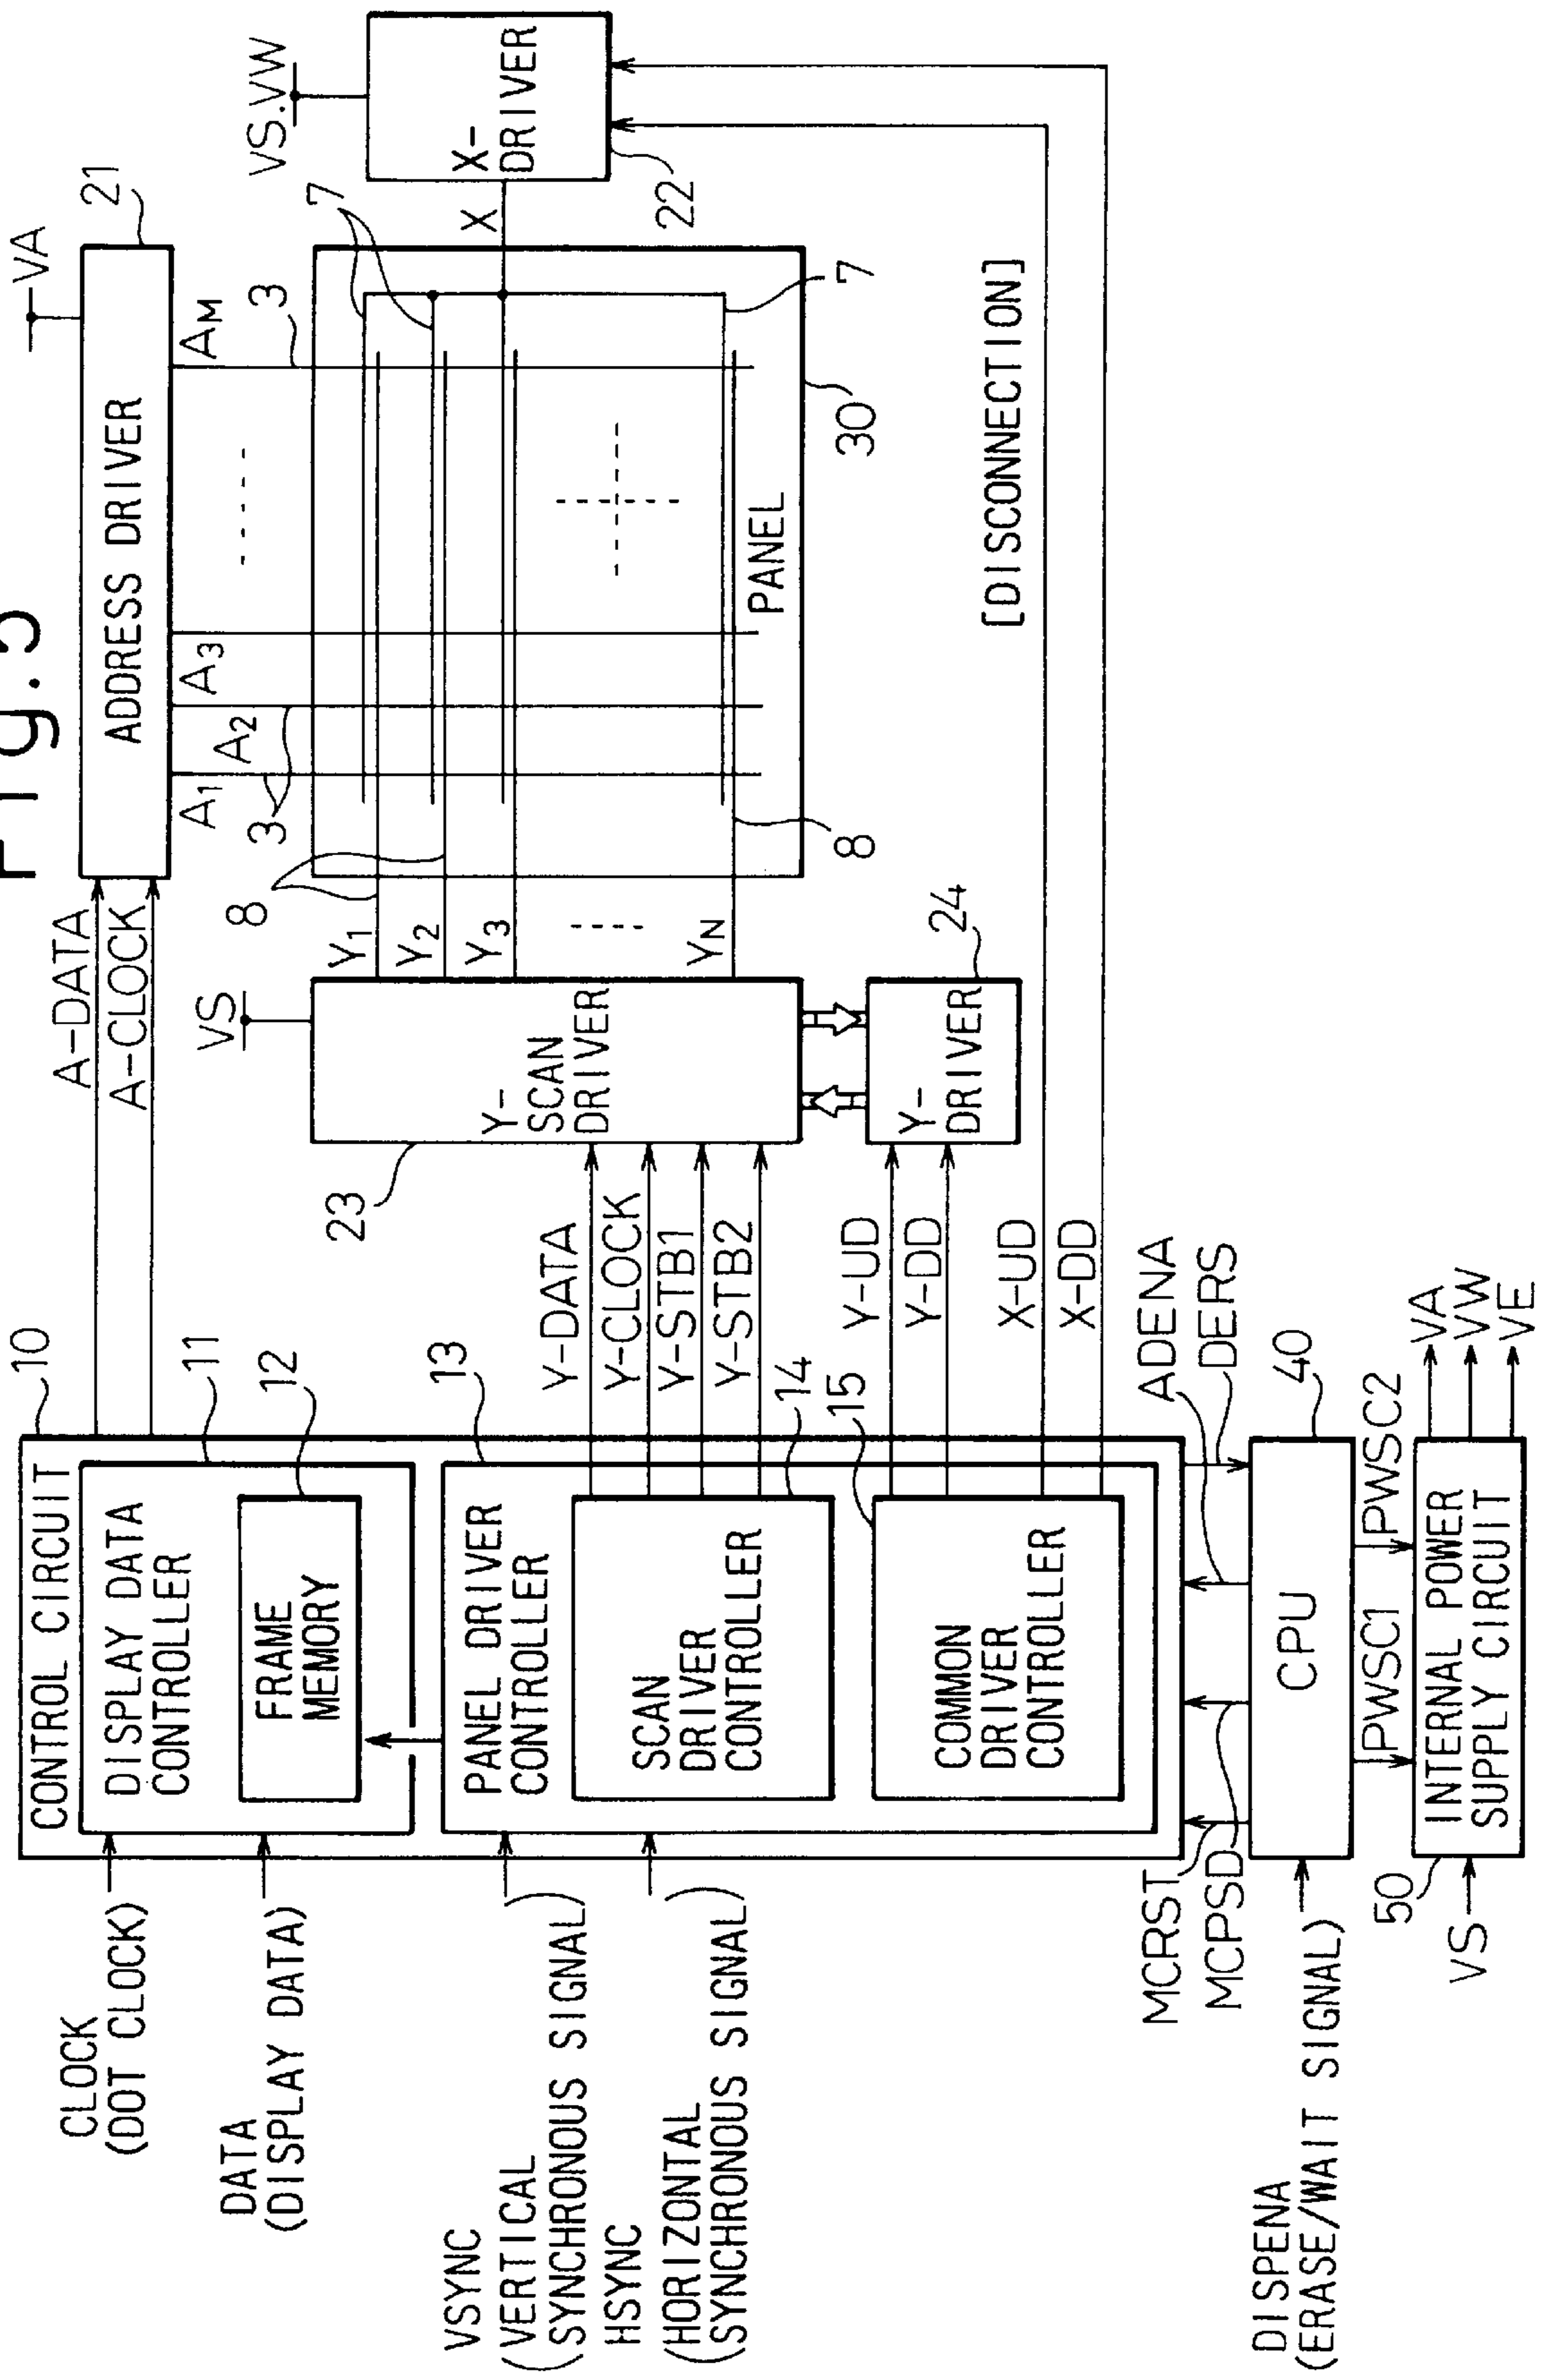 Fig.5
CLOCK
(DOT CLOCK)
DATA
(DISPLAY DATA)
VSYNC
(VERTICAL
SYNCHRONOUS SIGNAL)
HSYNC
(HORIZONTAL
SYNCHRONOUS SIGNAL)
DISPENA
(ERASE/WAIT SIGNAL)
CONTROL CIRCUIT
10
DISPLAY DATA
CONTROLLER
11
FRAME
MEMORY
12
PANEL DRIVER
CONTROLLER
13
SCAN
DRIVER
CONTROLLER
14
COMMON
DRIVER
CONTROLLER
15
MCRST
MCPSD
ADENA
DERS
CPU
40
PWSC1
PWSC2
INTERNAL POWER
SUPPLY CIRCUIT
50
VS
VA
VW
VE
A-DATA
A-CLOCK
Y-DATA
Y-CLOCK
Y-STB1
Y-STB2
Y-UD
Y-DD
X-UD
X-DD
23
VS
Y-
SCAN
DRIVER
Y-
DRIVER
24
ADDRESS DRIVER
21
VA
A1
A2
A3
AM
3
3
8
Y1
Y2
Y3
YN
8
PANEL
30
7
7
X
X-
DRIVER
22
VS.VW
[DISCONNECTION]